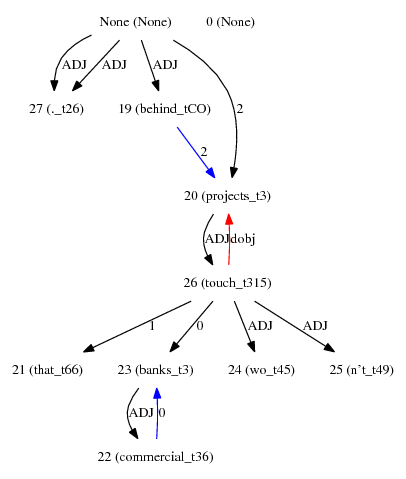 None (None) 0 (None)
ADJ ADJ ADJ
27 (._t26) 19 (behind_tCO) 2
2
20 (projects_t3)
ADJ dobj
26 (touch_t315)
1 0 ADJ ADJ
21 (that_t66) 23 (banks_t3) 24 (wo_t45) 25 (n't_t49)
ADJ 0
22 (commercial_t36)